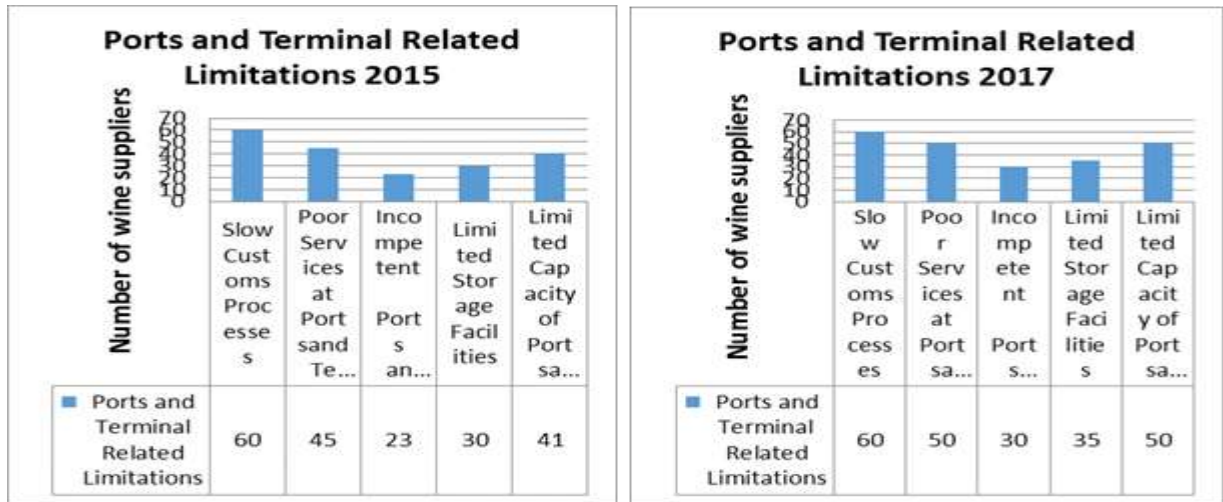 Ports and Terminal Related
Limitations 2015
Number of wine suppliers
70
60
50
40
30
20
10
0
Slow
Cust
oms
Proc
esse
s
Poor
Serv
ices
at
Port
sand
Te...
Inco
mpe
tent
Port
s
an...
Limi
ted
Stor
age
Facil
ities
Limi
ted
Cap
acity
of
Port
sa...
Ports and
Terminal
Related
Limitations
60 45 23 30 41
Ports and Terminal Related
Limitations 2017
Number of wine suppliers
70
60
50
40
30
20
10
0
Slo
w
Cust
oms
Pro
cess
es
Poo
r
Serv
ices
at
Port
sa...
Inco
mp
ete
nt
Port
s...
Limi
ted
Stor
age
Faci
litie
s
Limi
ted
Cap
acit
y of
Port
sa...
Ports and
Terminal
Related
Limitations
60 50 30 35 50